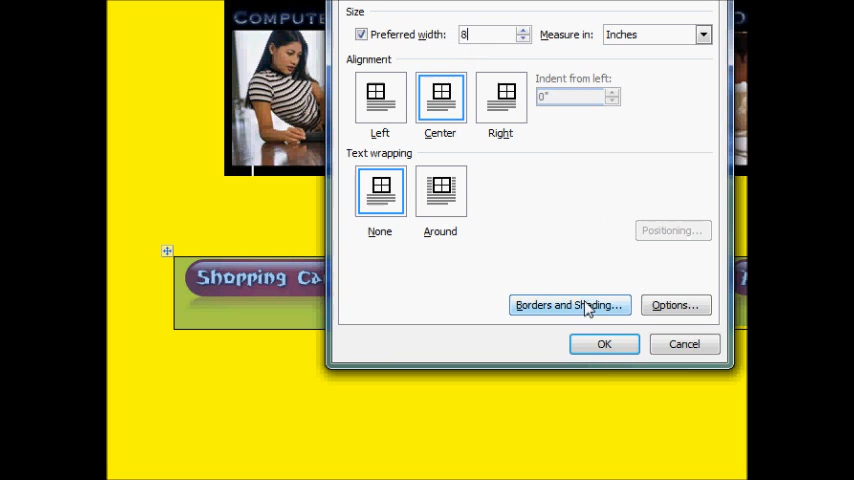 COMPUTE
Size
Preferred width: 8 Measure in: Inches
Alignment
Indent from left:
0"
Left Center Right
Text wrapping
None Around
Positioning...
Shopping Ca
Borders and Shading... Options...
OK Cancel